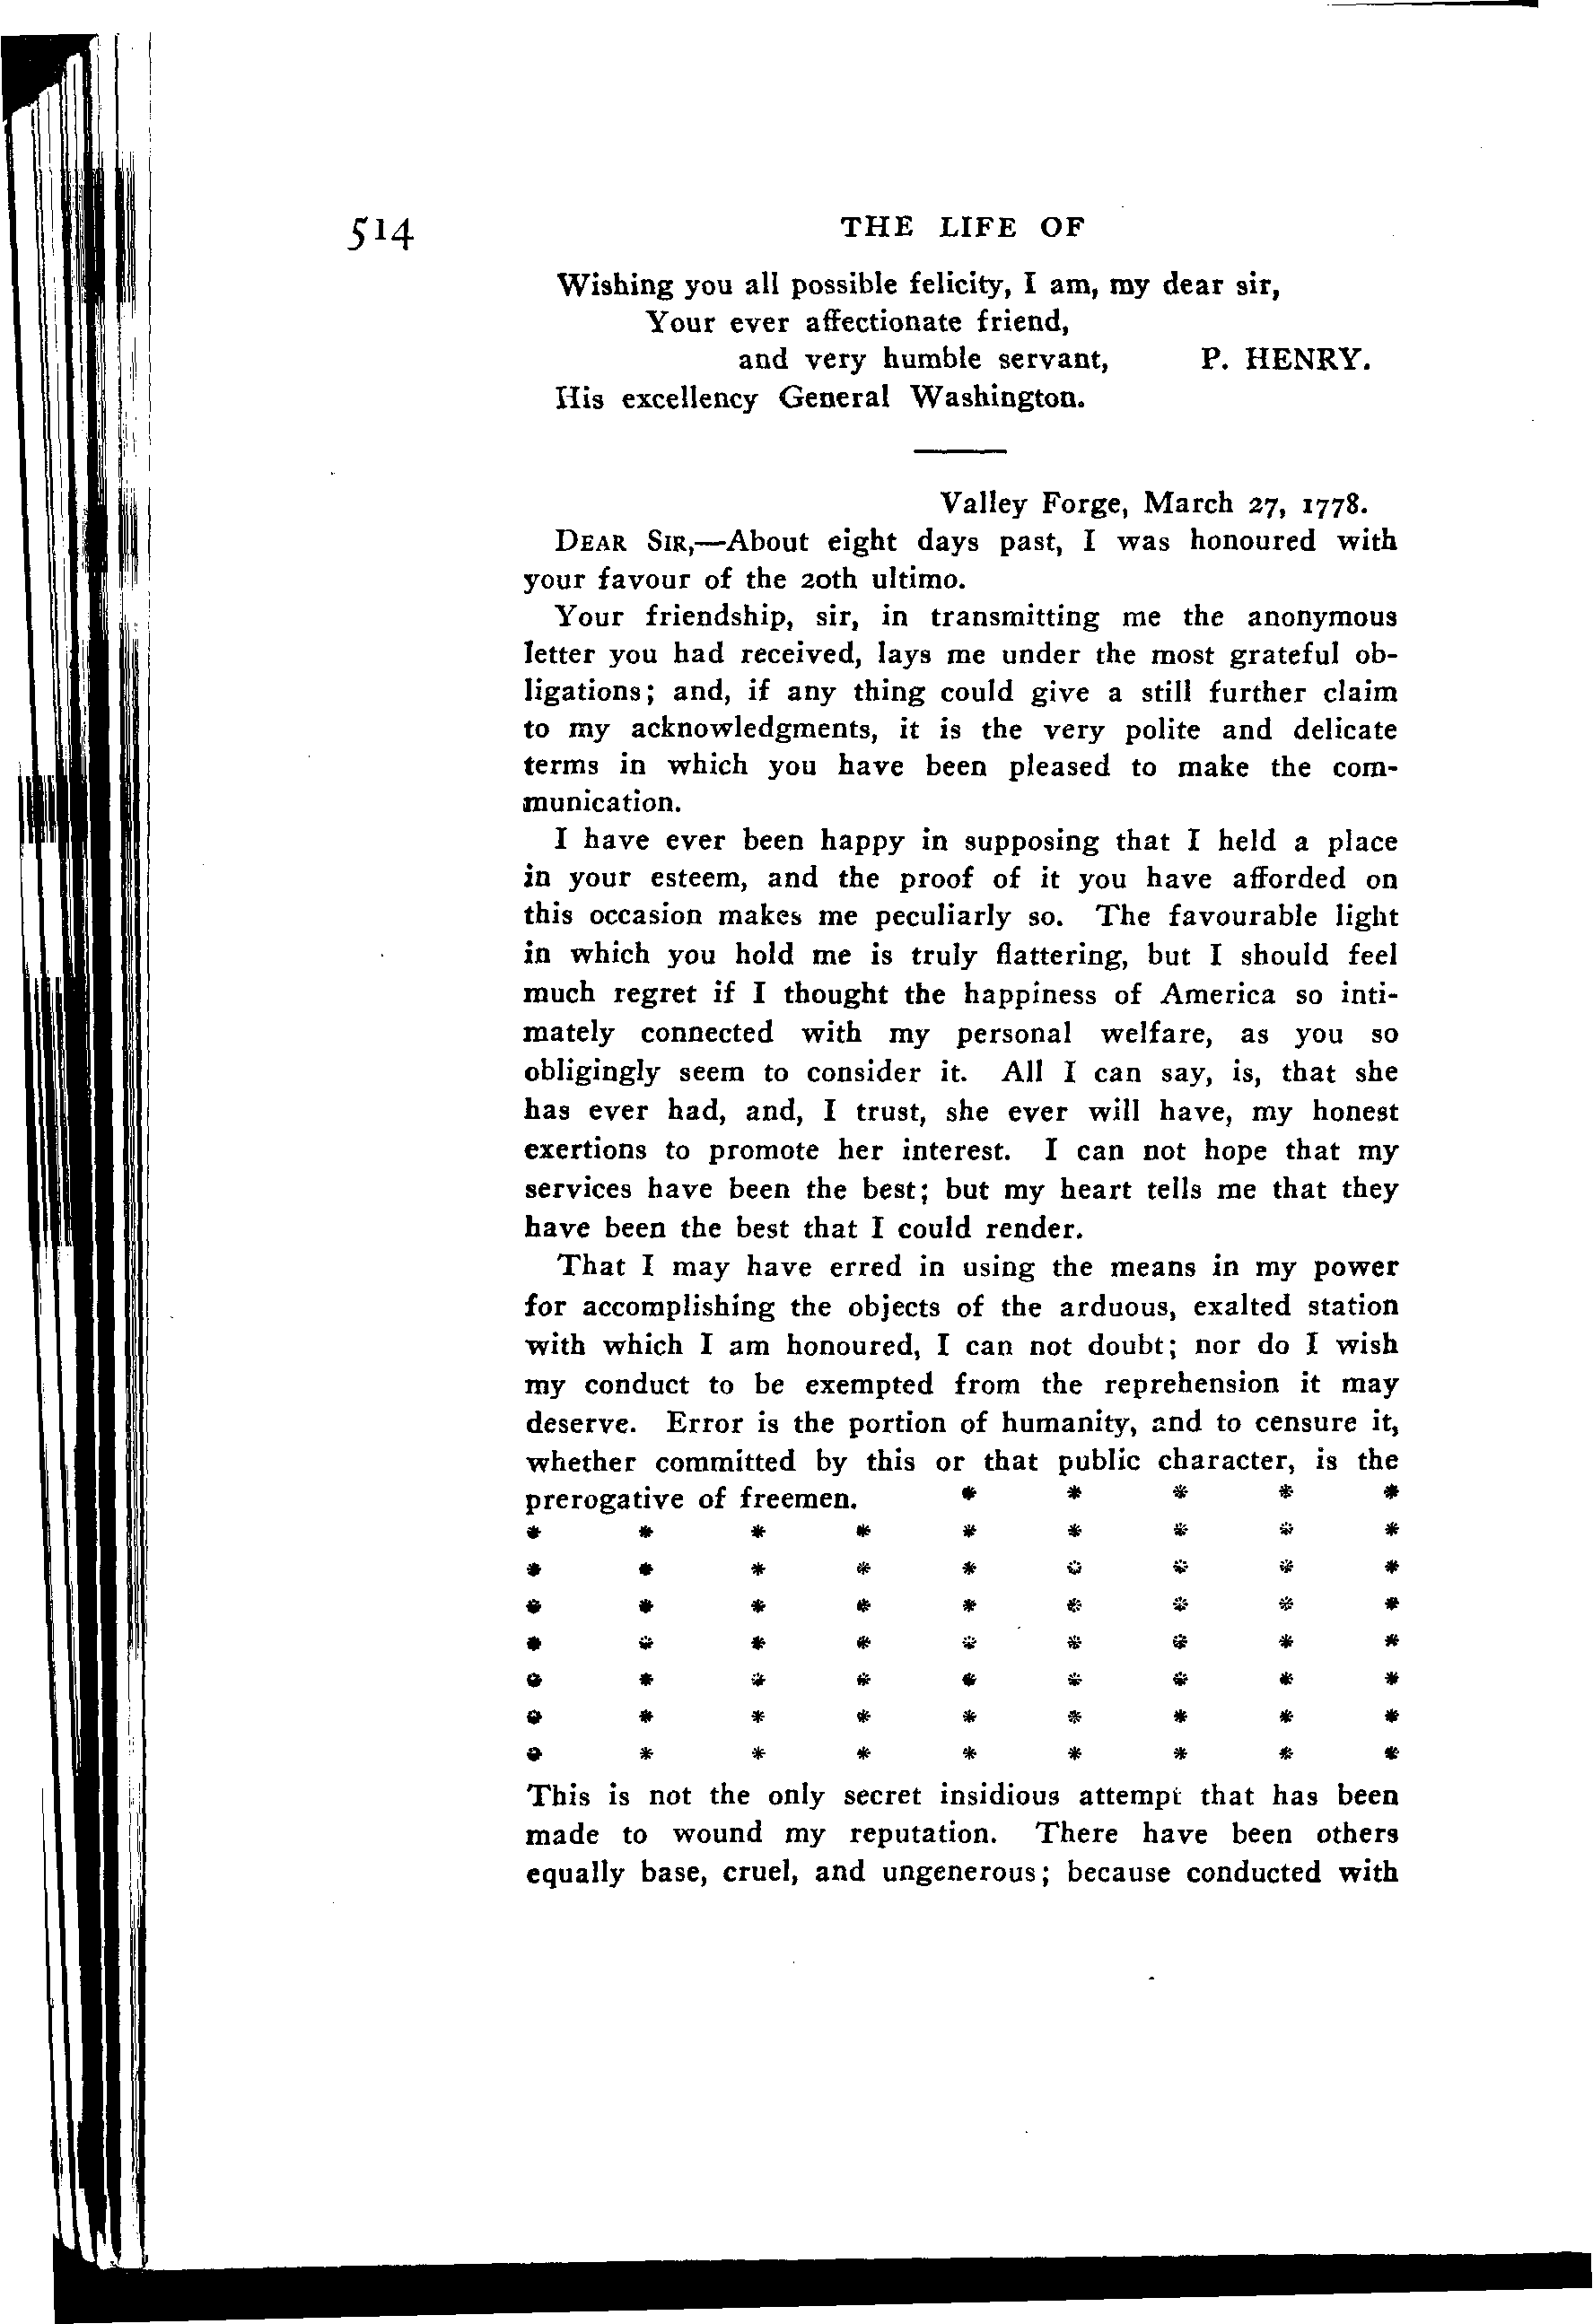 514
THE LIFE OF
Wishing you all possible felicity, I am, my dear sir,
Your ever affectionate friend,
and very humble servant, P. HENRY.
His excellency General Washington.
Valley Forge, March 27, 1778.
DEAR SIR,—About eight days past, I was honoured with
your favour of the 20th ultimo.
Your friendship, sir, in transmitting me the anonymous
letter you had received, lays me under the most grateful ob-
ligations; and, if any thing could give a still further claim
to my acknowledgments, it is the very polite and delicate
terms in which you have been pleased to make the com-
munication.
I have ever been happy in supposing that I held a place
in your esteem, and the proof of it you have afforded on
this occasion makes me peculiarly so. The favourable light
in which you hold me is truly flattering, but I should feel
much regret if I thought the happiness of America so inti-
mately connected with my personal welfare, as you so
obligingly seem to consider it. All I can say, is, that she
has ever had, and, I trust, she ever will have, my honest
exertions to promote her interest. I can not hope that my
services have been the best; but my heart tells me that they
have been the best that I could render.
That I may have erred in using the means in my power
for accomplishing the objects of the arduous, exalted station
with which I am honoured, I can not doubt; nor do I wish
my conduct to be exempted from the reprehension it may
deserve. Error is the portion of humanity, and to censure it,
whether committed by this or that public character, is the
prerogative of freemen. * * * * *
* * * * * * * * *
* * * * * * * * *
* * * * * * * * *
* * * * * * * * *
* * * * * * * * *
* * * * * * * * *
* * * * * * * * *
This is not the only secret insidious attempt that has been
made to wound my reputation. There have been others
equally base, cruel, and ungenerous; because conducted with